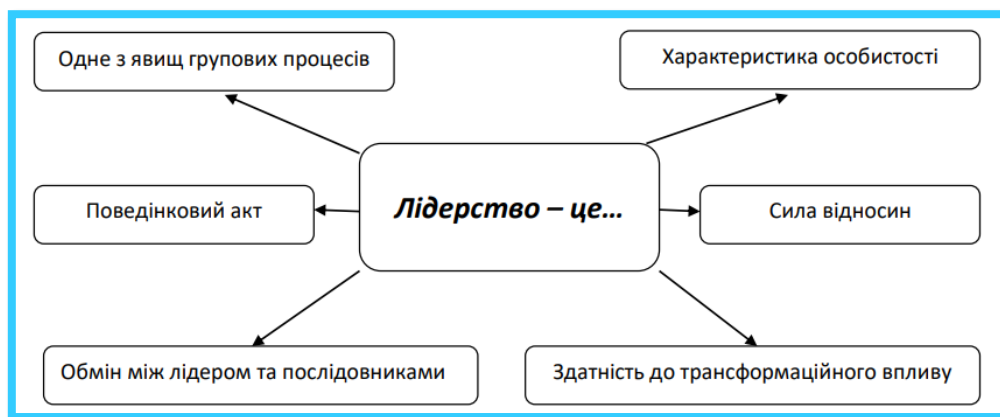 Одне з явищ групових процесів
Характеристика особистості
Лідерство – це…
Поведінковий акт
Сила відносин
Обмін між лідером та послідовниками
Здатність до трансформаційного впливу